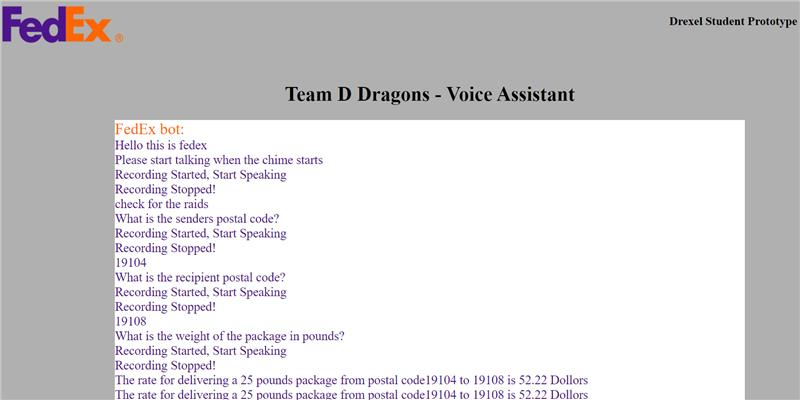 FedEx®
Drexel Student Prototype
Team D Dragons - Voice Assistant
FedEx bot:
Hello this is fedex
Please start talking when the chime starts
Recording Started, Start Speaking
Recording Stopped!
check for the raids
What is the senders postal code?
Recording Started, Start Speaking
Recording Stopped!
19104
What is the recipient postal code?
Recording Started, Start Speaking
Recording Stopped!
19108
What is the weight of the package in pounds?
Recording Started, Start Speaking
Recording Stopped!
The rate for delivering a 25 pounds package from postal code19104 to 19108 is 52.22 Dollors
The rate for delivering a 25 pounds package from postal code19104 to 19108 is 52.22 Dollors